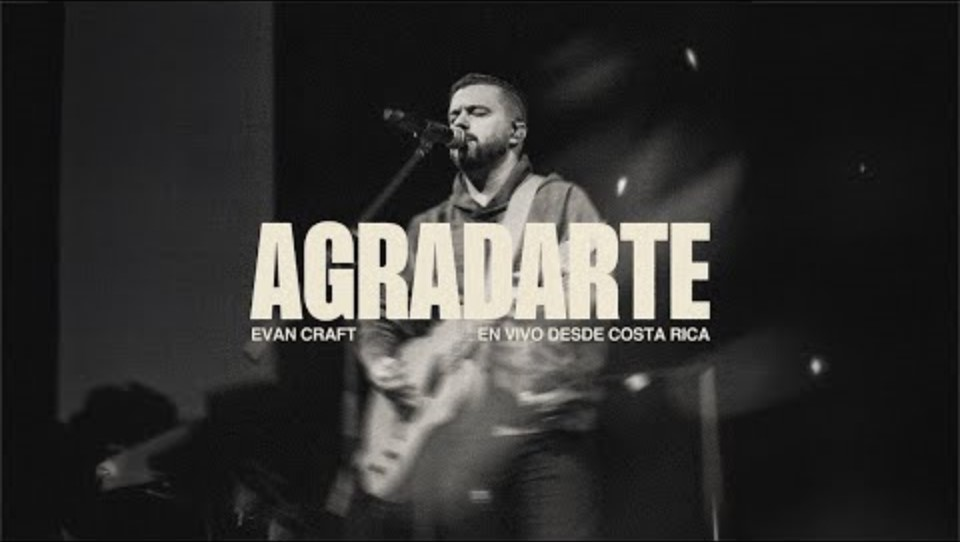 AGRADARTE
EVAN CRAFT EN VIVO DESDE COSTA RICA